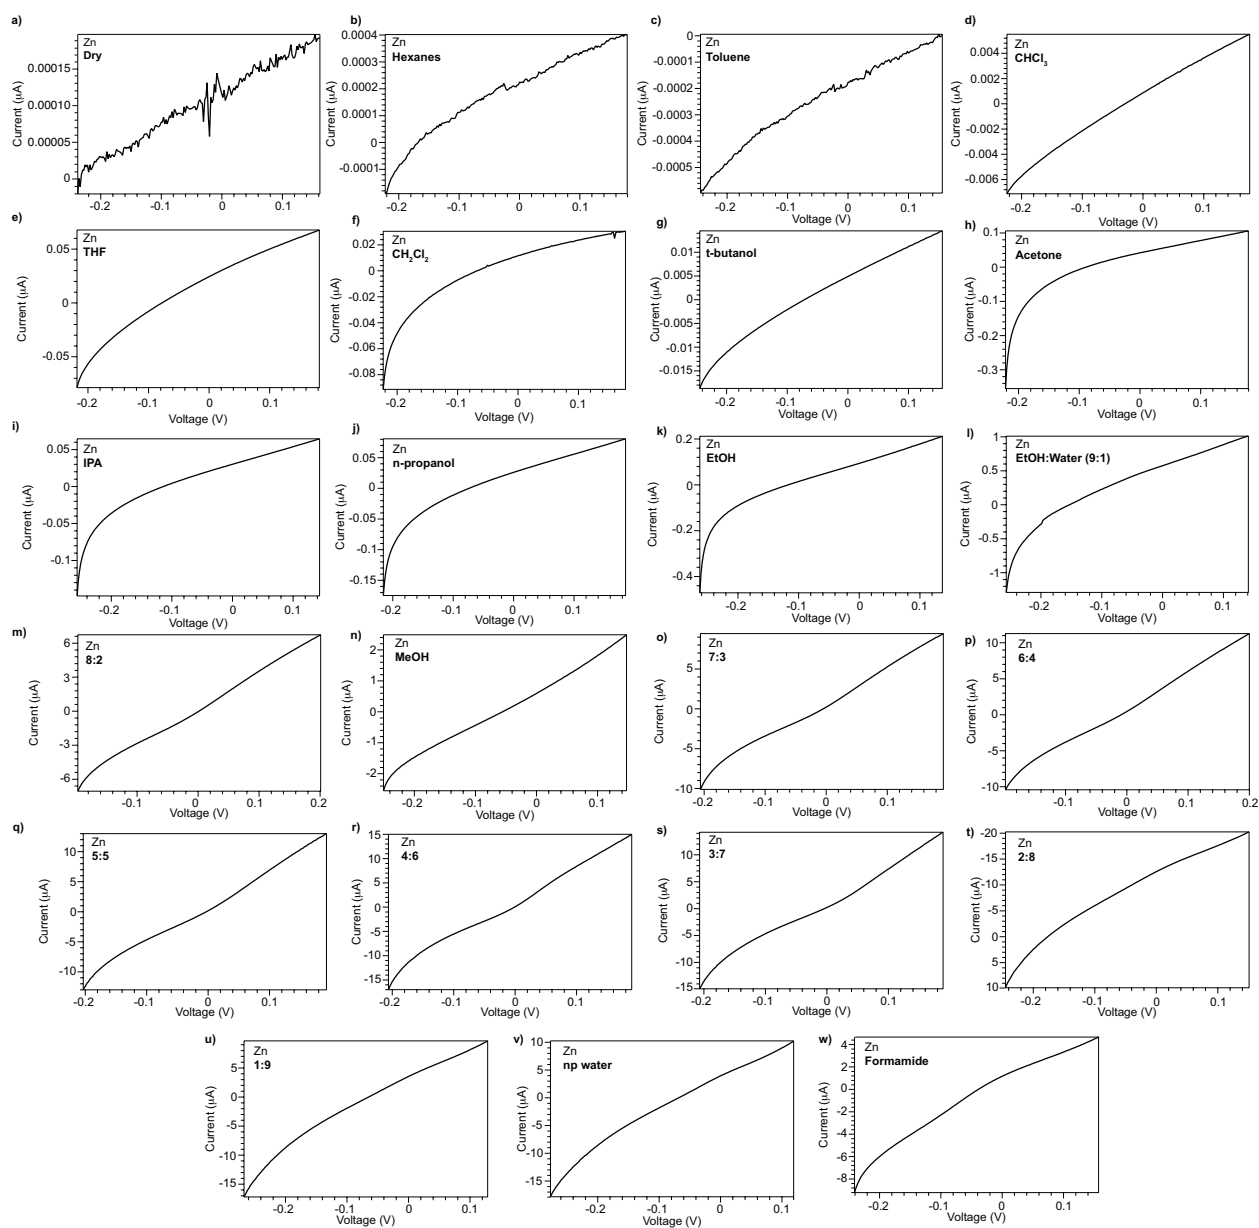 a)
Zn
Dry
Current (μA)
0.00015
0.00010
0.00005
0
-0.2
-0.1
0
0.1
b)
Zn
Hexanes
Current (μA)
0.0004
0.0003
0.0002
0.0001
0
-0.0001
-0.2
-0.1
0
0.1
c)
Zn
Toluene
Current (μA)
0
-0.0001
-0.0002
-0.0003
-0.0004
-0.0005
-0.2
-0.1
0
0.1
Voltage (V)
d)
Zn
CHCl3
Current (μA)
0.004
0.002
0
-0.002
-0.004
-0.006
-0.2
-0.1
0
0.1
Voltage (V)
e)
Zn
THF
Current (μA)
0.05
0
-0.05
-0.2
-0.1
0
0.1
Voltage (V)
f)
Zn
CH2Cl2
Current (μA)
0.02
0
-0.02
-0.04
-0.06
-0.08
-0.2
-0.1
0
0.1
Voltage (V)
g)
Zn
t-butanol
Current (μA)
0.01
0.005
0
-0.005
-0.01
-0.015
-0.2
-0.1
0
0.1
Voltage (V)
h)
Zn
Acetone
Current (μA)
0.1
0
-0.1
-0.2
-0.3
-0.2
-0.1
0
0.1
Voltage (V)
i)
Zn
IPA
Current (μA)
0.05
0
-0.05
-0.1
-0.2
-0.1
0
0.1
Voltage (V)
j)
Zn
n-propanol
Current (μA)
0.05
0
-0.05
-0.1
-0.15
-0.2
-0.1
0
0.1
Voltage (V)
k)
Zn
EtOH
Current (μA)
0.2
0
-0.2
-0.4
-0.2
-0.1
0
0.1
Voltage (V)
l)
Zn
EtOH:Water (9:1)
Current (μA)
1
0.5
0
-0.5
-1
-0.2
-0.1
0
0.1
Voltage (V)
m)
Zn
8:2
Current (μA)
6
3
0
-3
-6
-0.1
0
0.1
0.2
Voltage (V)
n)
Zn
MeOH
Current (μA)
2
1
0
-1
-2
-0.2
-0.1
0
0.1
Voltage (V)
o)
Zn
7:3
Current (μA)
5
0
-5
-10
-0.2
-0.1
0
0.1
Voltage (V)
p)
Zn
6:4
Current (μA)
10
5
0
-5
-10
-0.1
0
0.1
0.2
Voltage (V)
q)
Zn
5:5
Current (μA)
10
5
0
-5
-10
-0.2
-0.1
0
0.1
Voltage (V)
r)
Zn
4:6
Current (μA)
15
10
5
0
-5
-10
-15
-0.2
-0.1
0
0.1
Voltage (V)
s)
Zn
3:7
Current (μA)
10
5
0
-5
-10
-15
-0.2
-0.1
0
0.1
Voltage (V)
t)
Zn
2:8
Current (μA)
-20
-15
-10
-5
0
5
10
-0.2
-0.1
0
0.1
Voltage (V)
u)
Zn
1:9
Current (μA)
5
0
-5
-10
-15
-0.2
-0.1
0
0.1
Voltage (V)
v)
Zn
np water
Current (μA)
10
5
0
-5
-10
-15
-0.2
-0.1
0
0.1
Voltage (V)
w)
Zn
Formamide
Current (μA)
4
2
0
-2
-4
-6
-8
-0.2
-0.1
0
0.1
Voltage (V)